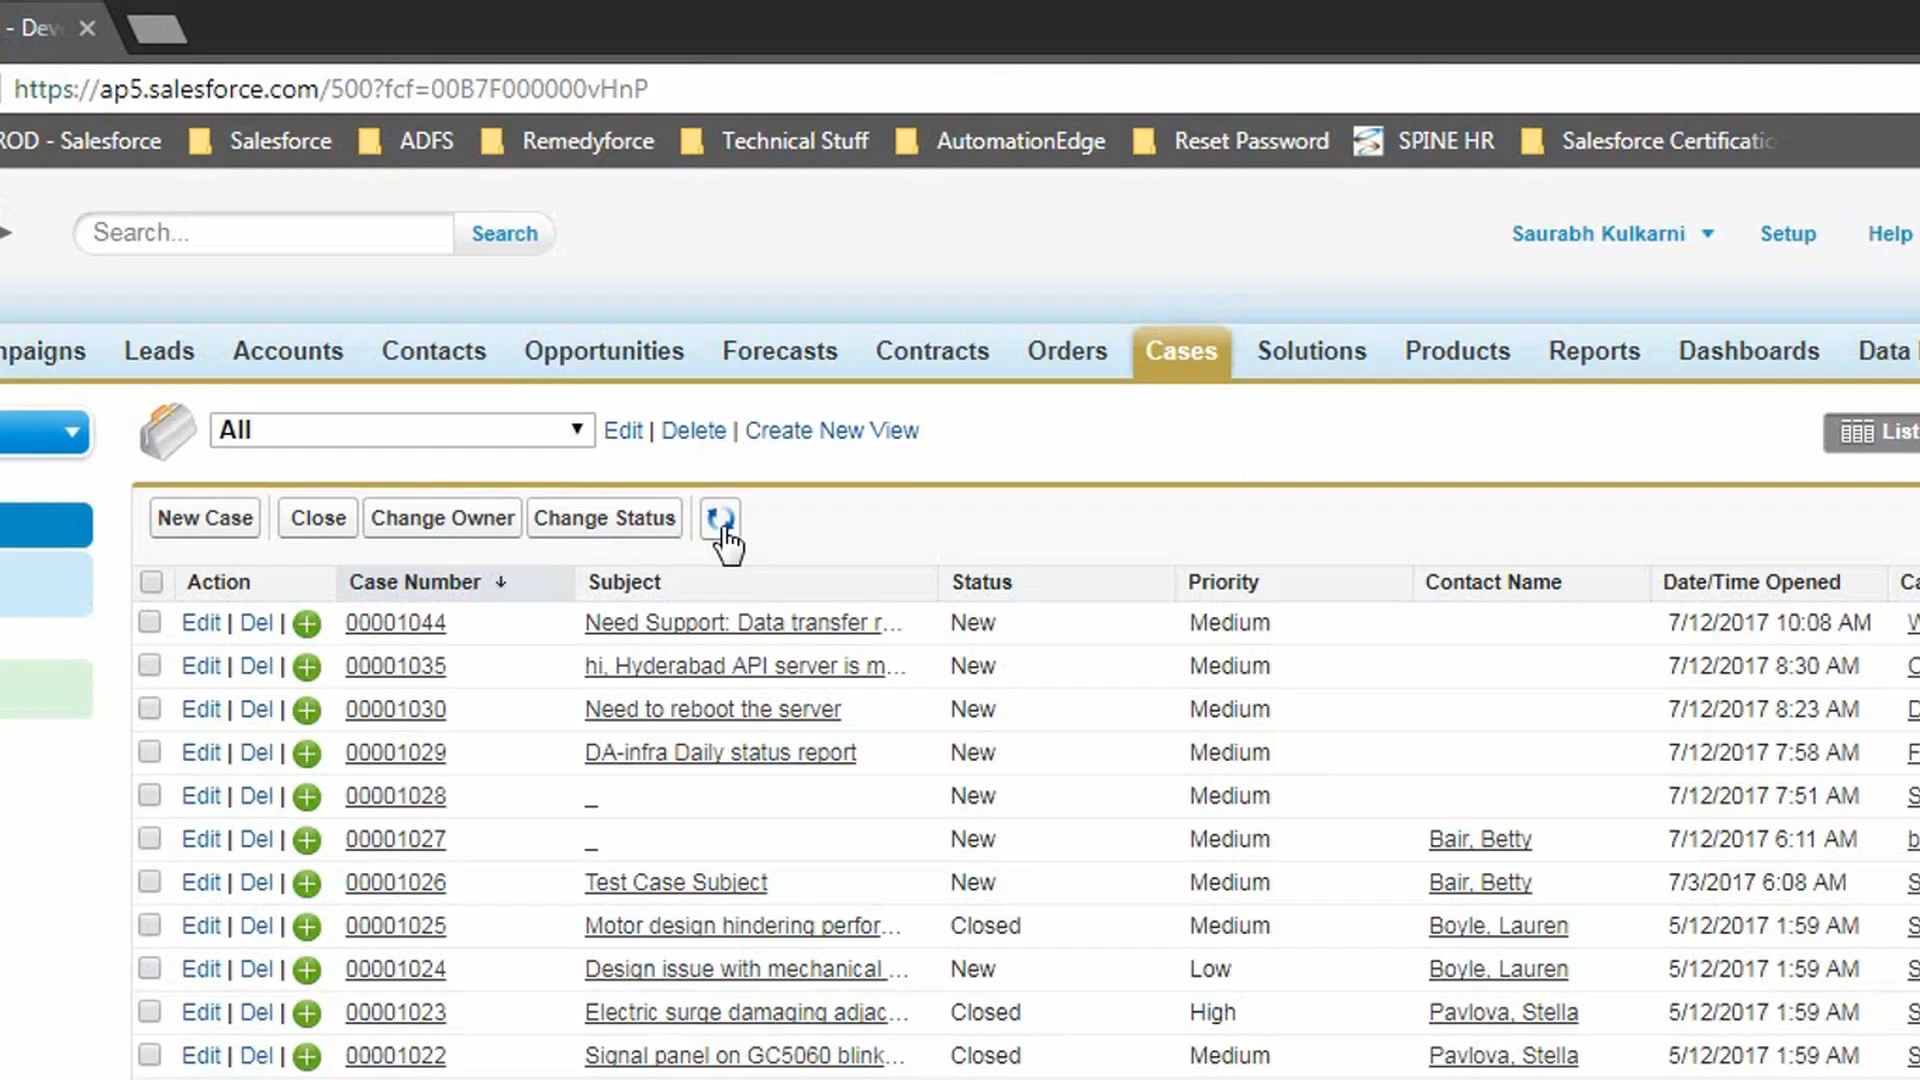 - Dev
https://ap5.salesforce.com/500?fcf=00B7F000000vHnP
ROD - Salesforce Salesforce ADFS Remedyforce Technical Stuff AutomationEdge Reset Password SPINE HR Salesforce Certificatio
Search... Search Saurabh Kulkarni Setup Help
mpaigns Leads Accounts Contacts Opportunities Forecasts Contracts Orders Cases Solutions Products Reports Dashboards Data
All Edit | Delete | Create New View List
New Case Close Change Owner Change Status
Action Case Number Subject Status Priority Contact Name Date/Time Opened Ca
Edit | Del | 00001044 Need Support: Data transfer r... New Medium 7/12/2017 10:08 AM W
Edit | Del | 00001035 hi, Hyderabad API server is m... New Medium 7/12/2017 8:30 AM
Edit | Del | 00001030 Need to reboot the server New Medium 7/12/2017 8:23 AM D
Edit | Del | 00001029 DA-infra Daily status report New Medium 7/12/2017 7:58 AM F
Edit | Del | 00001028 _ New Medium 7/12/2017 7:51 AM S
Edit | Del | 00001027 _ New Medium Bair, Betty 7/12/2017 6:11 AM b
Edit | Del | 00001026 Test Case Subject New Medium Bair, Betty 7/3/2017 6:08 AM S
Edit | Del | 00001025 Motor design hindering perfor... Closed Medium Boyle, Lauren 5/12/2017 1:59 AM S
Edit | Del | 00001024 Design issue with mechanical ... New Low Boyle, Lauren 5/12/2017 1:59 AM S
Edit | Del | 00001023 Electric surge damaging adjac... Closed High Pavlova, Stella 5/12/2017 1:59 AM S
Edit | Del | 00001022 Signal panel on GC5060 blink... Closed Medium Pavlova, Stella 5/12/2017 1:59 AM S